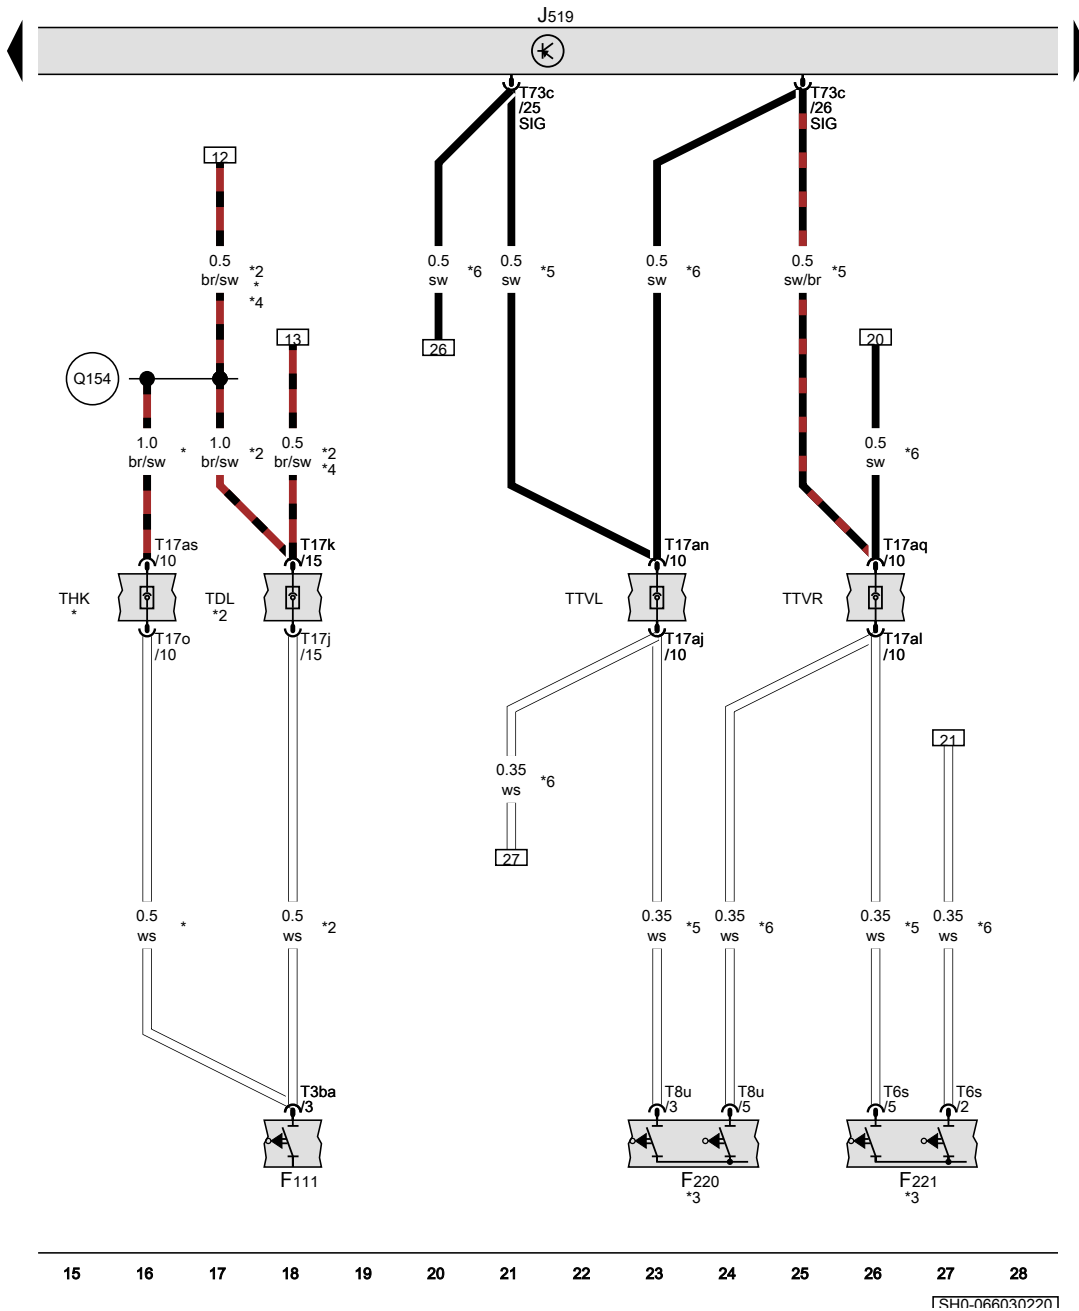 J519
T73c
/25
SIG
T73c
/26
SIG
12
0.5
br/sw
*2
*
*4
0.5
sw
*6
0.5
sw
*5
0.5
sw
*6
0.5
sw/br
*5
13
26
20
Q154
1.0
br/sw
*
1.0
br/sw
*2
0.5
br/sw
*2
*4
0.5
sw
*6
T17as
/10
T17k
/15
T17an
/10
T17aq
/10
THK
*
TDL
*2
TTVL
TTVR
T17o
/10
T17j
/15
T17aj
/10
T17al
/10
21
0.35
ws
*6
27
0.5
ws
*
0.5
ws
*2
0.35
ws
*5
0.35
ws
*6
0.35
ws
*5
0.35
ws
*6
T3ba
/3
T8u
/3
T8u
/5
T6s
/5
T6s
/2
F111
F220
*3
F221
*3
15 16 17 18 19 20 21 22 23 24 25 26 27 28
SH0-066030220